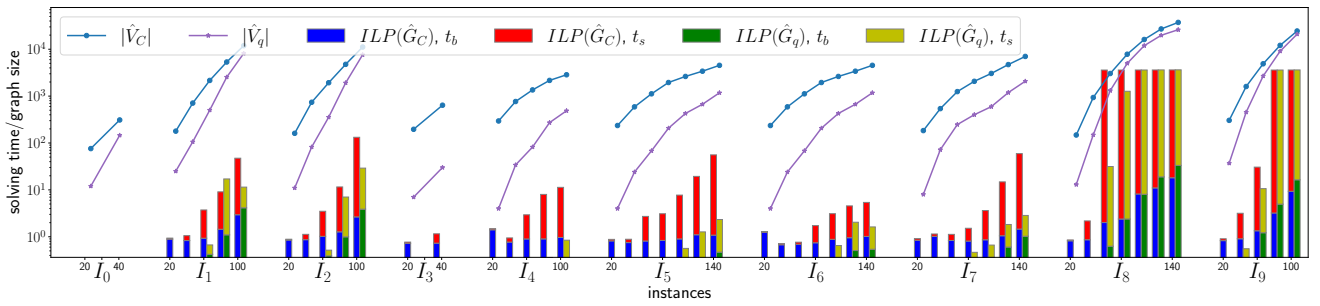 |V̂_C| |V̂_q| ILP(Ĝ_C), t_b ILP(Ĝ_C), t_s ILP(Ĝ_q), t_b ILP(Ĝ_q), t_s
solving time/graph size
10^4
10^3
10^2
10^1
10^0
20 I_0 40
20 I_1 100
20 I_2 100
20 I_3 40
20 I_4 100
20 I_5 140
20 I_6 140
20 I_7 140
20 I_8 140
20 I_9 100
instances